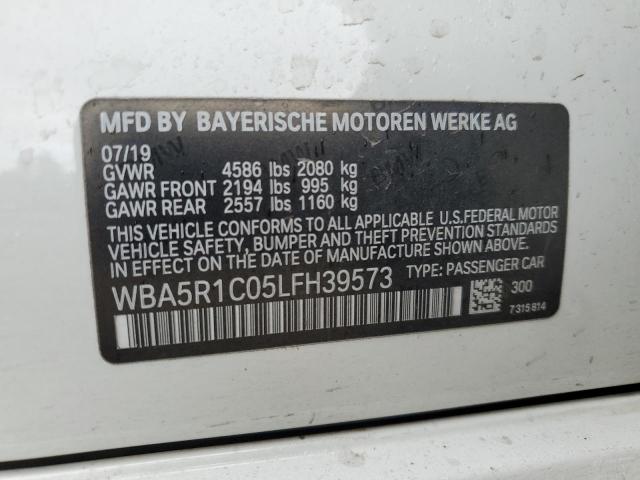 MFD BY BAYERISCHE MOTOREN WERKE AG
07/19
GVWR 4586 lbs 2080 kg
GAWR FRONT 2194 lbs 995 kg
GAWR REAR 2557 lbs 1160 kg
THIS VEHICLE CONFORMS TO ALL APPLICABLE U.S.FEDERAL MOTOR
VEHICLE SAFETY, BUMPER AND THEFT PREVENTION STANDARDS
IN EFFECT ON THE DATE OF MANUFACTURE SHOWN ABOVE.
WBA5R1C05LFH39573 TYPE: PASSENGER CAR
300
7315814